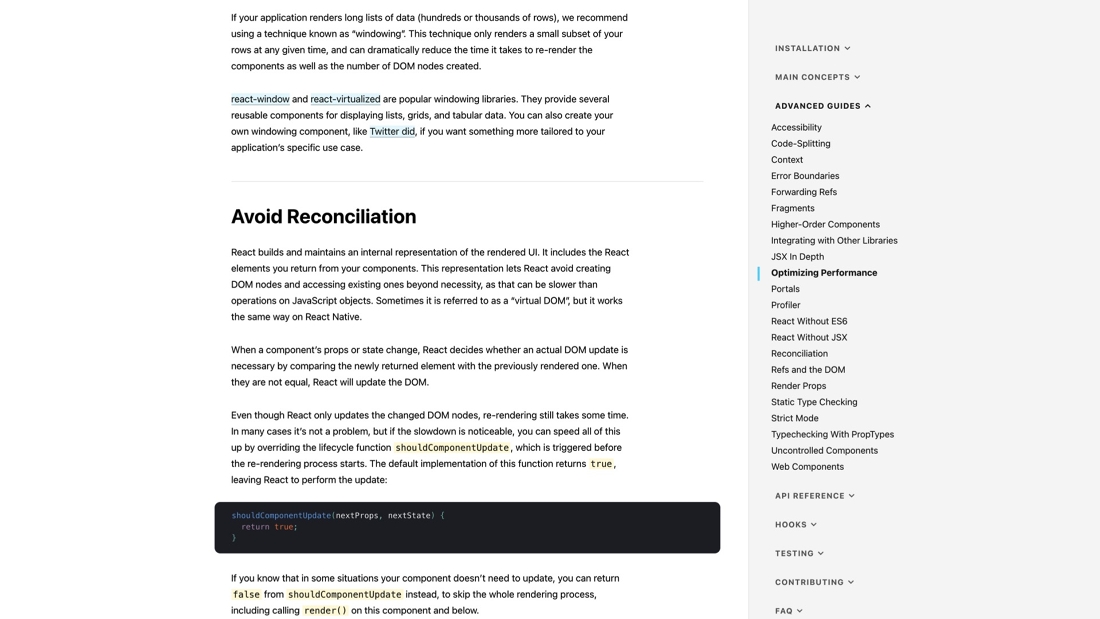 If your application renders long lists of data (hundreds or thousands of rows), we recommend
using a technique known as “windowing”. This technique only renders a small subset of your
rows at any given time, and can dramatically reduce the time it takes to re-render the
components as well as the number of DOM nodes created.
react-window and react-virtualized are popular windowing libraries. They provide several
reusable components for displaying lists, grids, and tabular data. You can also create your
own windowing component, like Twitter did, if you want something more tailored to your
application’s specific use case.
Avoid Reconciliation
React builds and maintains an internal representation of the rendered UI. It includes the React
elements you return from your components. This representation lets React avoid creating
DOM nodes and accessing existing ones beyond necessity, as that can be slower than
operations on JavaScript objects. Sometimes it is referred to as a “virtual DOM”, but it works
the same way on React Native.
When a component’s props or state change, React decides whether an actual DOM update is
necessary by comparing the newly returned element with the previously rendered one. When
they are not equal, React will update the DOM.
Even though React only updates the changed DOM nodes, re-rendering still takes some time.
In many cases it’s not a problem, but if the slowdown is noticeable, you can speed all of this
up by overriding the lifecycle function shouldComponentUpdate, which is triggered before
the re-rendering process starts. The default implementation of this function returns true,
leaving React to perform the update:
shouldComponentUpdate(nextProps, nextState) {
  return true;
}
If you know that in some situations your component doesn’t need to update, you can return
false from shouldComponentUpdate instead, to skip the whole rendering process,
including calling render() on this component and below.
INSTALLATION
MAIN CONCEPTS
ADVANCED GUIDES
Accessibility
Code-Splitting
Context
Error Boundaries
Forwarding Refs
Fragments
Higher-Order Components
Integrating with Other Libraries
JSX In Depth
Optimizing Performance
Portals
Profiler
React Without ES6
React Without JSX
Reconciliation
Refs and the DOM
Render Props
Static Type Checking
Strict Mode
Typechecking With PropTypes
Uncontrolled Components
Web Components
API REFERENCE
HOOKS
TESTING
CONTRIBUTING
FAQ